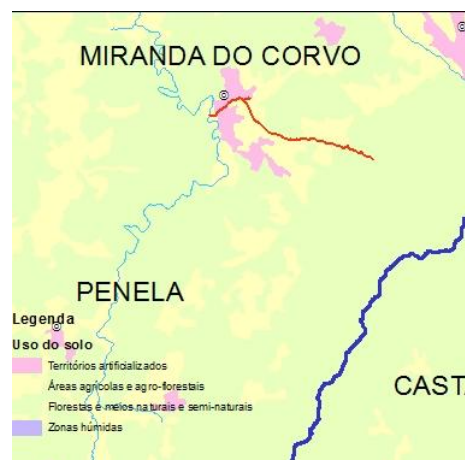 MIRANDA DO CORVO
PENELA
Legenda
Uso do solo
Territórios artificializados
Áreas agrícolas e agro-florestais
Florestas e meios naturais e semi-naturais
Zonas húmidas
CASTA